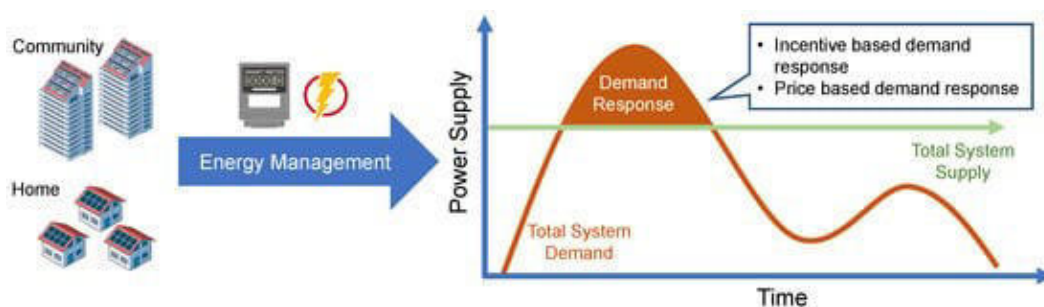 Community
Home
Energy Management
Power Supply
Demand
Response
• Incentive based demand
response
• Price based demand response
Total System
Supply
Total System
Demand
Time